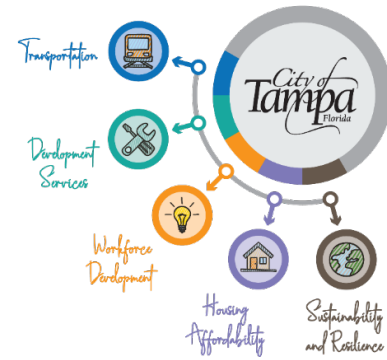 Transportation
City of
Tampa
Florida
Development
Services
Workforce
Development
Housing
Affordability
Sustainability
and Resilience